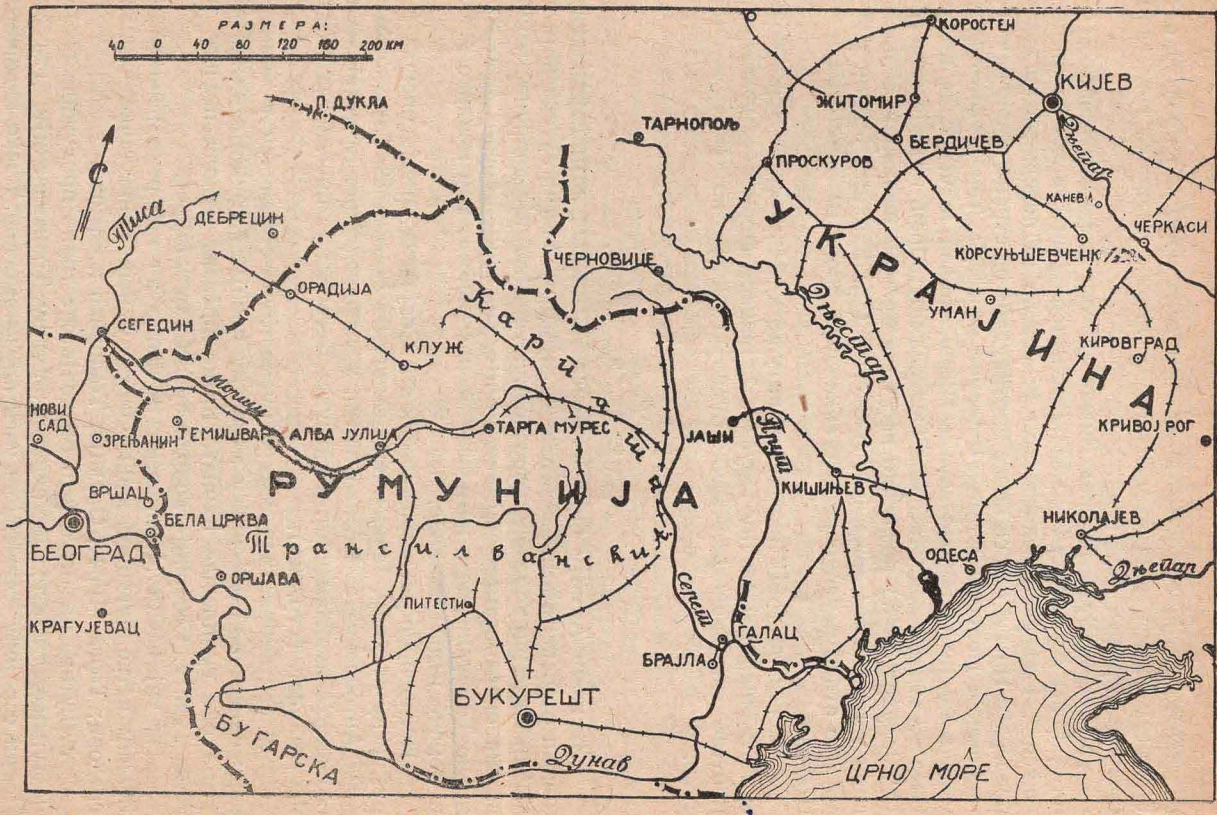 РАЗМЕРА:
40 0 40 80 120 160 200 КМ
С
П. ДУКЛА
КОРОСТЕН
КИЈЕВ
ЖИТОМИР
ТАРНОПОЉ
БЕРДИЧЕВ
Дњепар
ПРОСКУРОВ
КАНЕВ
ЧЕРКАСИ
Тиса
ДЕБРЕЦИН
КОРСУЊ-ШЕВЧЕНК
УКРАЈИНА
ЧЕРНОВИЦЕ
ОРАДИЈА
Карпати
Дњестар
УМАН
СЕГЕДИН
КЛУЖ
КИРОВГРАД
Мориш
НОВИ
САД
ЗРЕЊАНИН
ТЕМИШВАР
АЛБА ЈУЛИЈА
ТАРГА МУРЕС
ЈАШИ
Прут
КРИВОЈ РОГ
РУМУНИЈА
КИШИЊЕВ
ВРШАЦ
БЕЛА ЦРКВА
НИКОЛАЈЕВ
БЕОГРАД
Трансилвански
ОДЕСА
Дњепар
ОРШАВА
ПИТЕСТИ
Серет
КРАГУЈЕВАЦ
ГАЛАЦ
БРАЈЛА
БУКУРЕШТ
БУГАРСКА
Дунав
ЦРНО МОРЕ